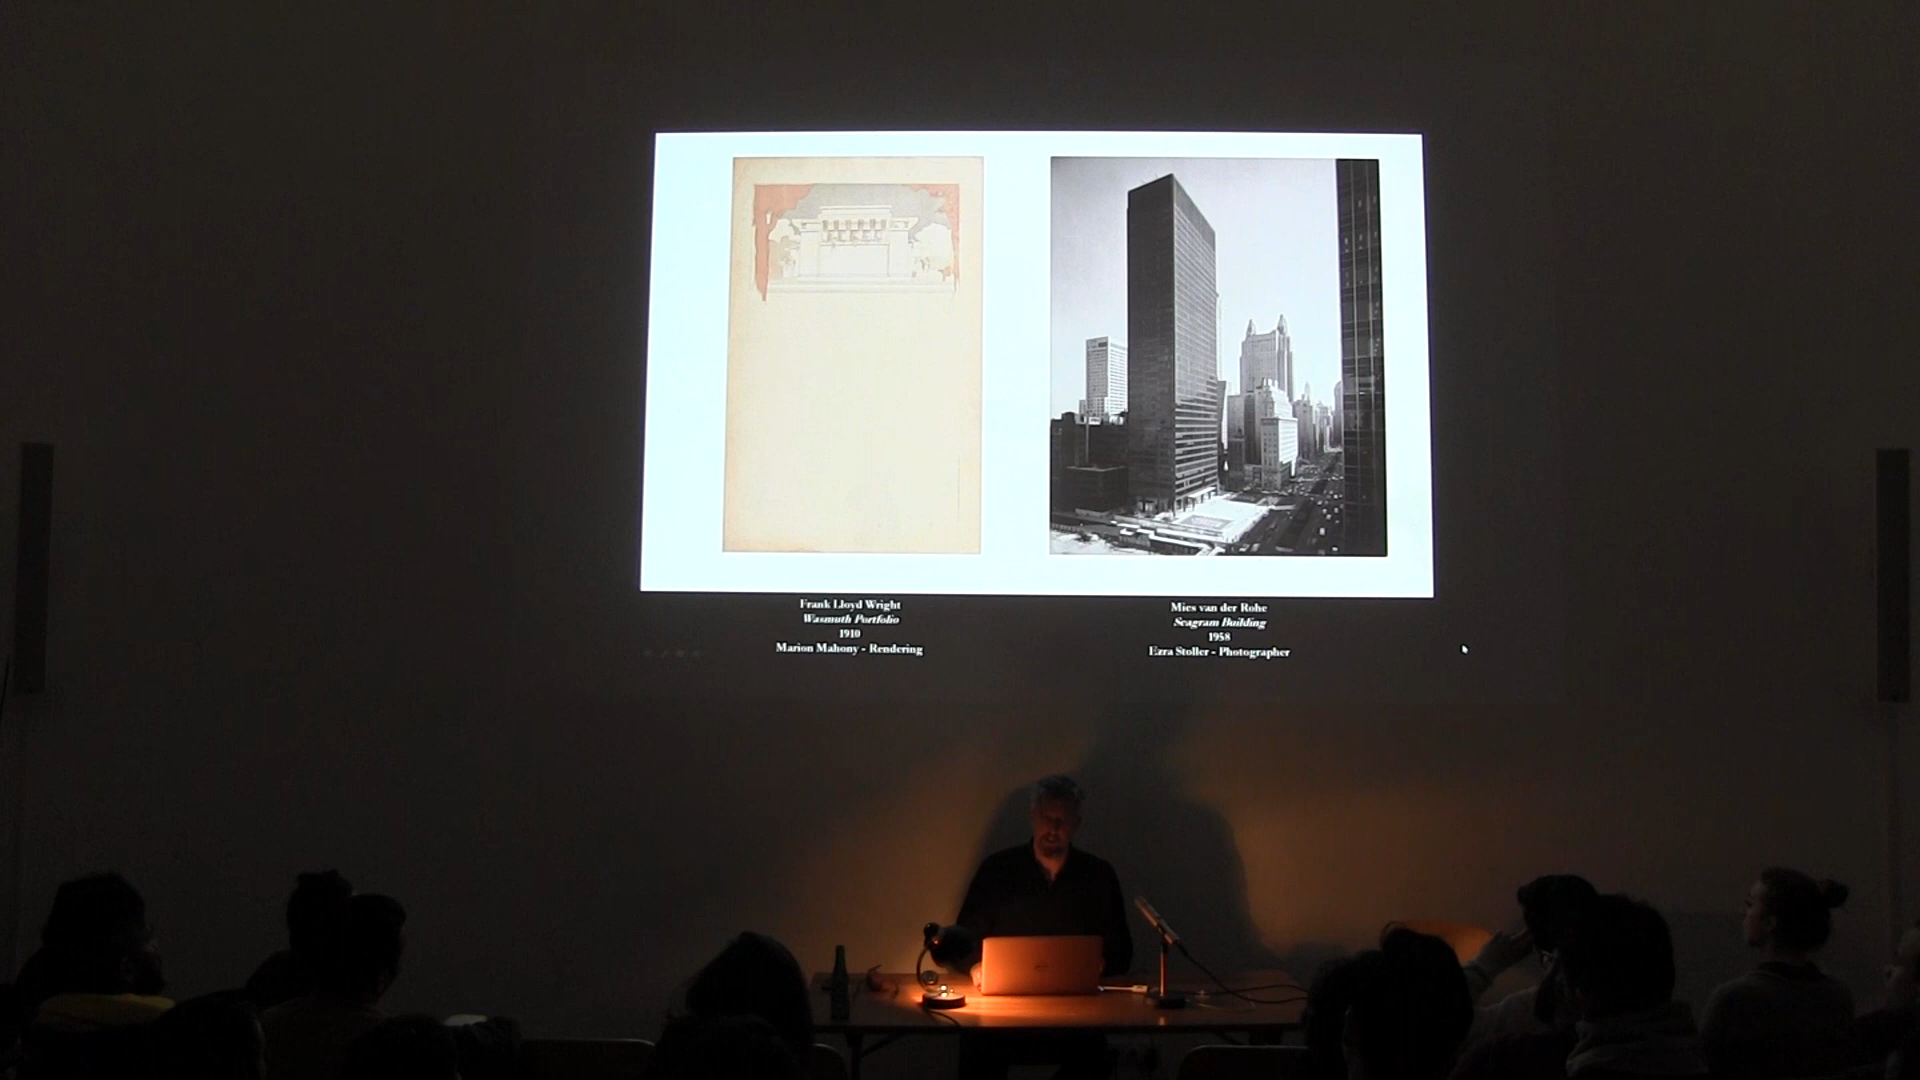 Frank Lloyd Wright
Wasmuth Portfolio
1910
Marion Mahony - Rendering
Mies van der Rohe
Seagram Building
1958
Ezra Stoller - Photographer